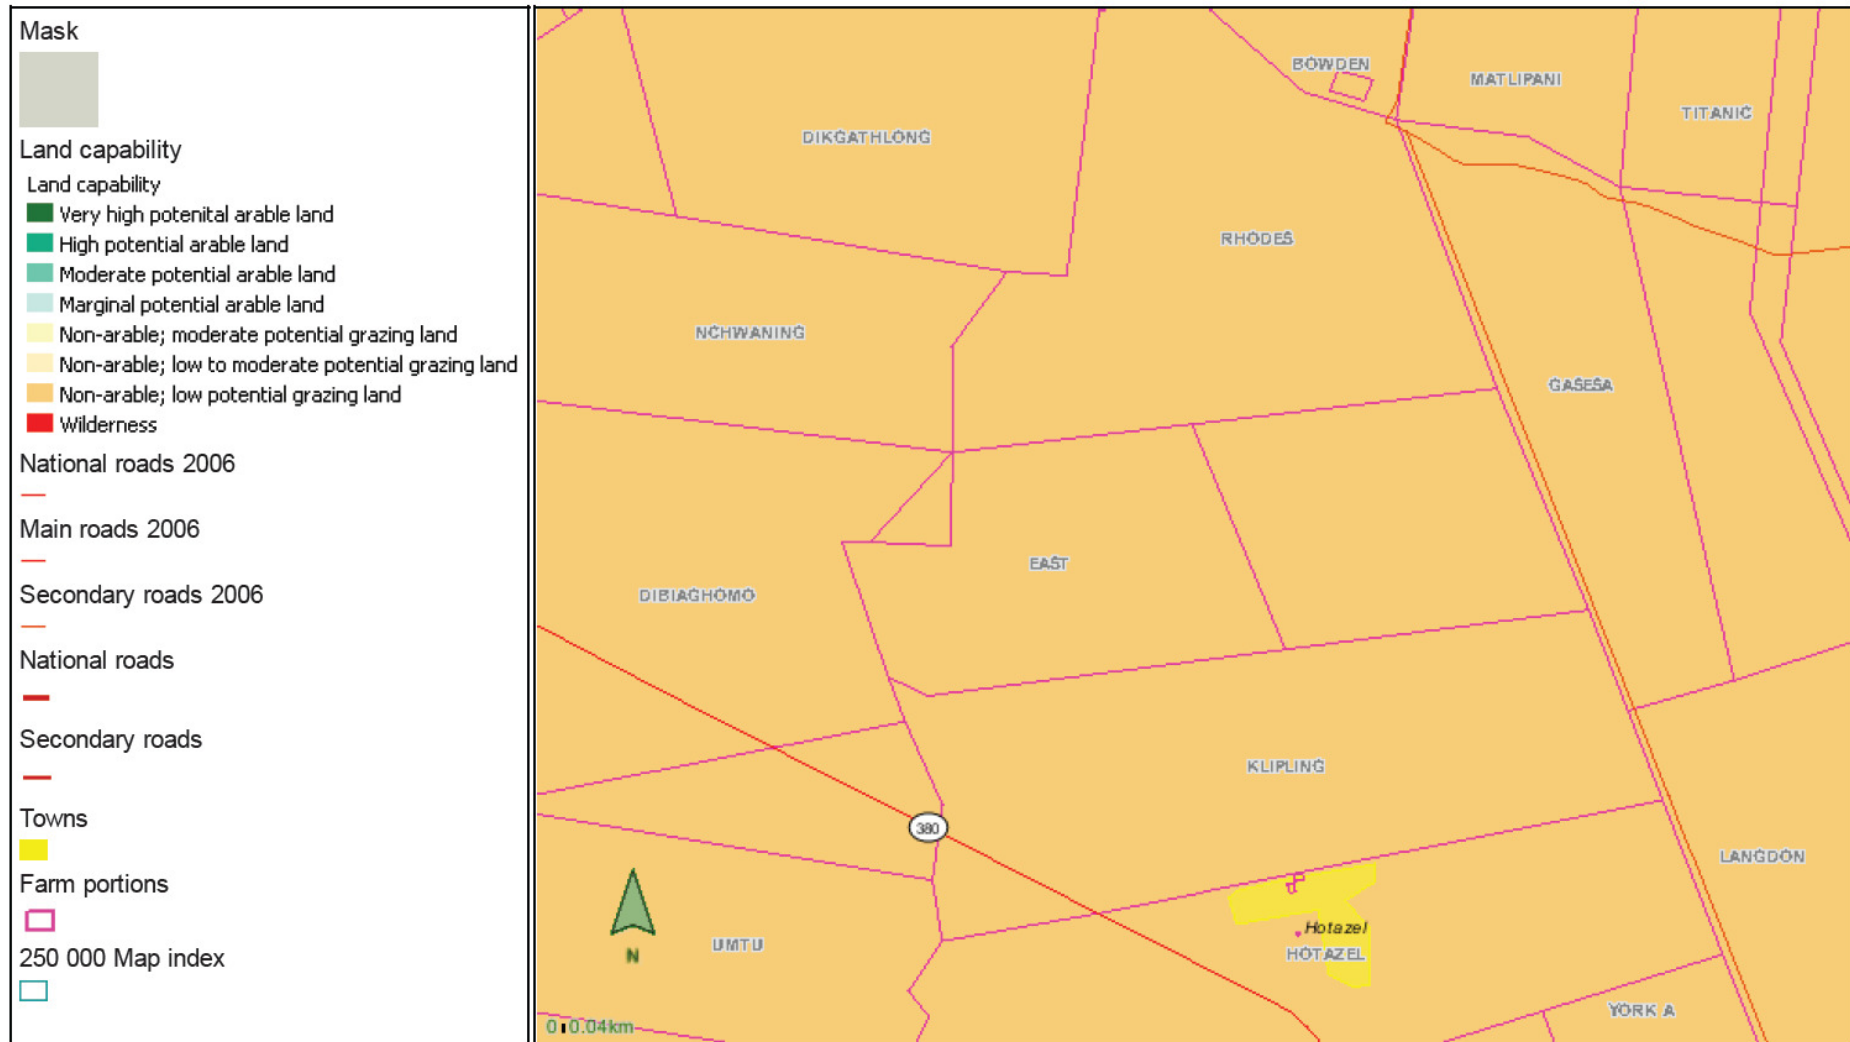 Mask
Land capability
Land capability
Very high potenital arable land
High potential arable land
Moderate potential arable land
Marginal potential arable land
Non-arable; moderate potential grazing land
Non-arable; low to moderate potential grazing land
Non-arable; low potential grazing land
Wilderness
National roads 2006
Main roads 2006
Secondary roads 2006
National roads
Secondary roads
Towns
Farm portions
250 000 Map index
BOWDEN
MATLIPANI
TITANIC
DIKGATHLONG
RHODES
NCHWANING
GASESA
EAST
DIBIAGHOMO
KLIPLING
380
LANGDON
Hotazel
UMTU
HOTAZEL
N
YORK A
0 0.04km